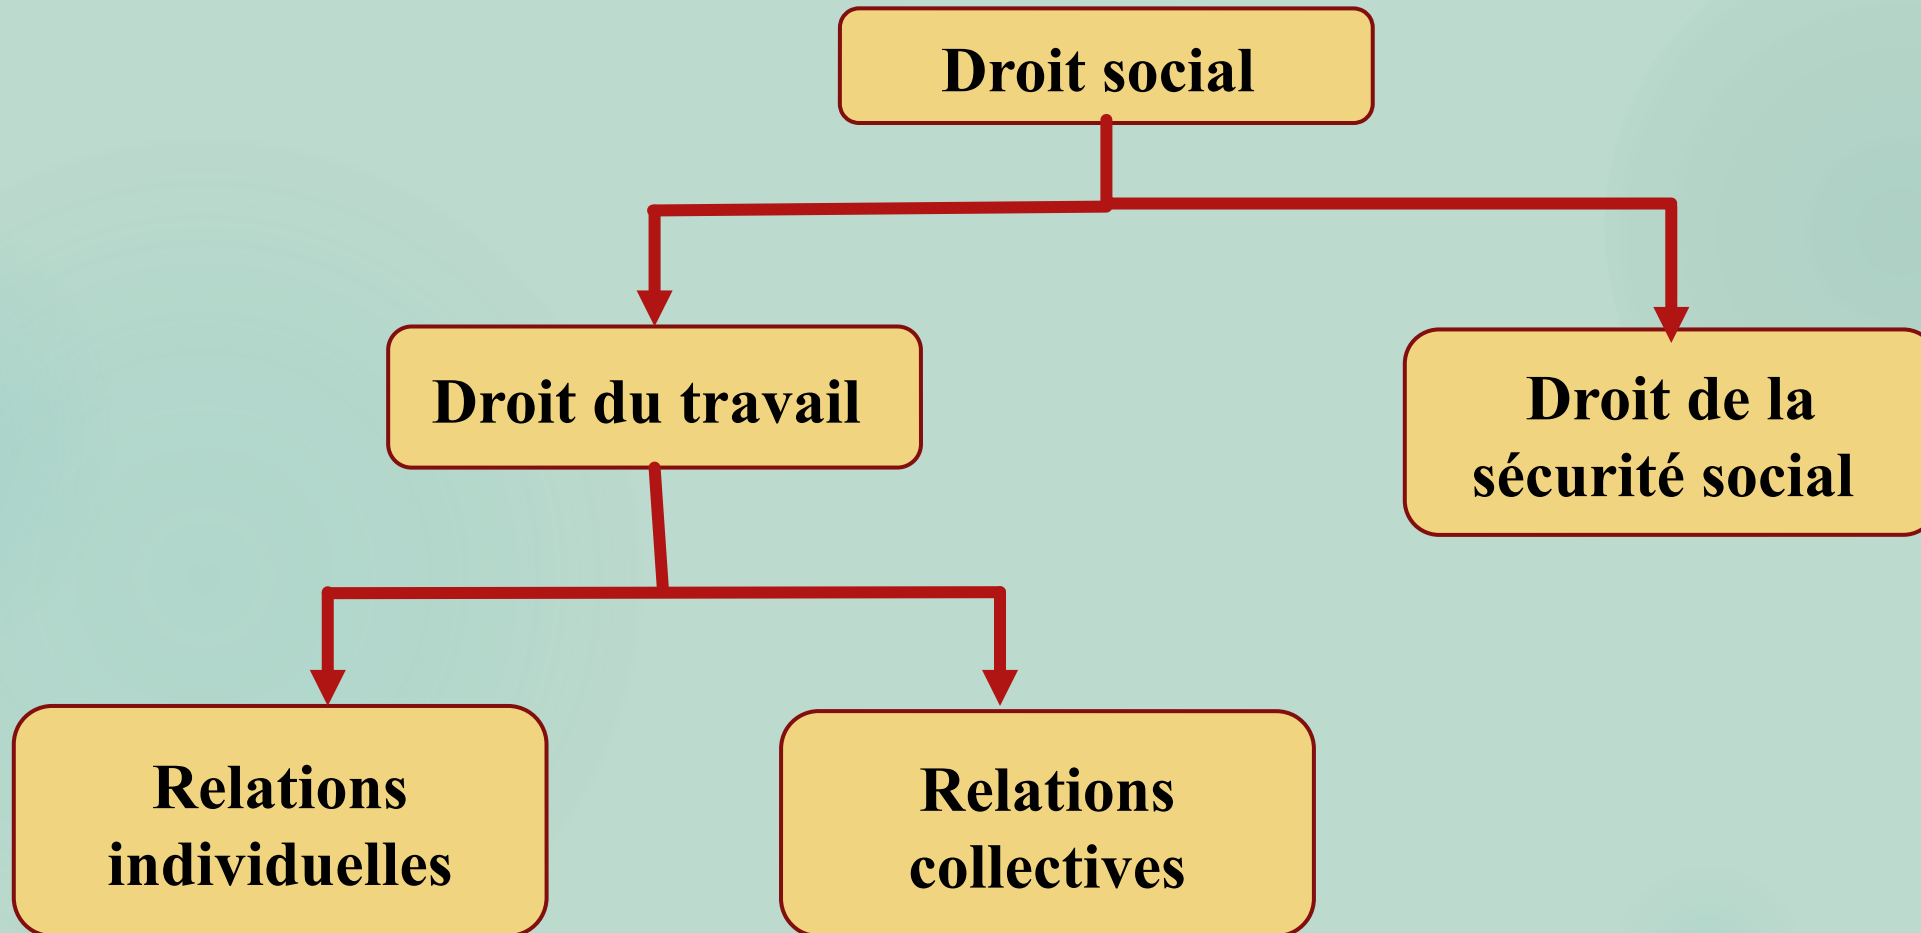 Droit social
Droit du travail
Droit de la
sécurité social
Relations
individuelles
Relations
collectives